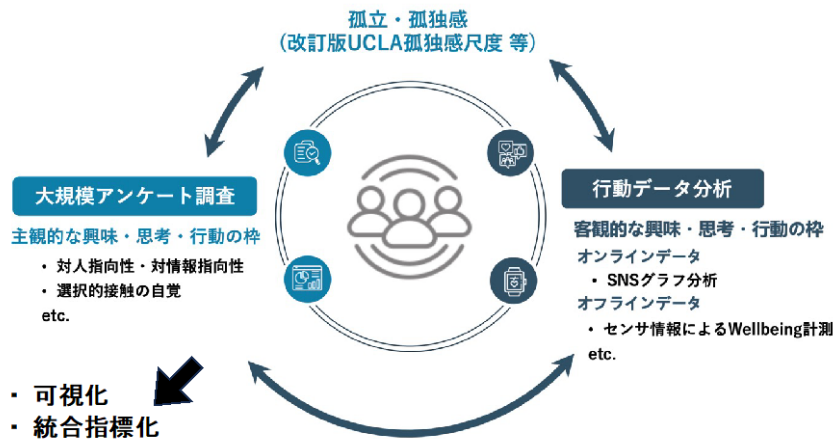 孤立・孤独感
（改訂版UCLA孤独感尺度 等）
大規模アンケート調査
主観的な興味・思考・行動の枠
・ 対人指向性・対情報指向性
・ 選択的接触の自覚
etc.
行動データ分析
客観的な興味・思考・行動の枠
オンラインデータ
・ SNSグラフ分析
オフラインデータ
・ センサ情報によるWellbeing計測
etc.
・ 可視化
・ 統合指標化